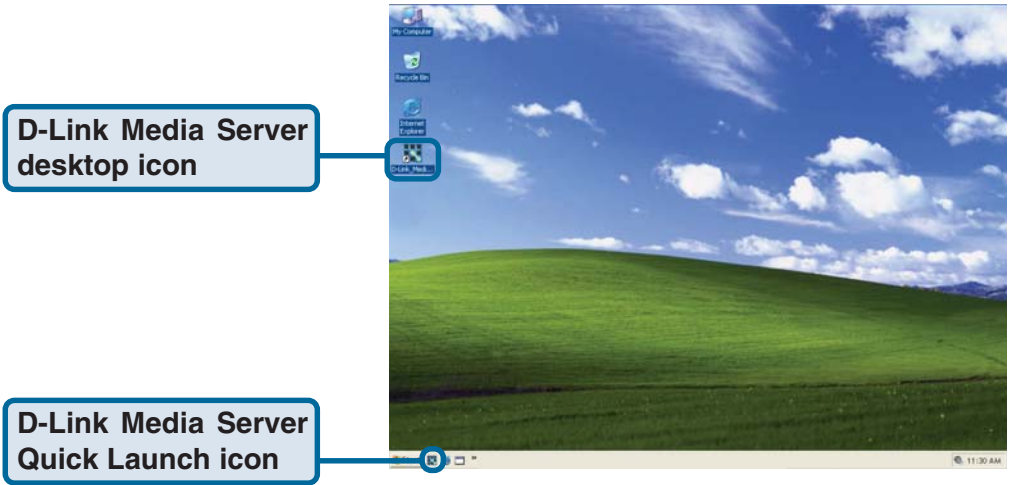 My Computer
Recycle Bin
Internet
Explorer
D-Link Media Server
desktop icon
D-Link_Medi...
D-Link Media Server
Quick Launch icon
»
11:30 AM